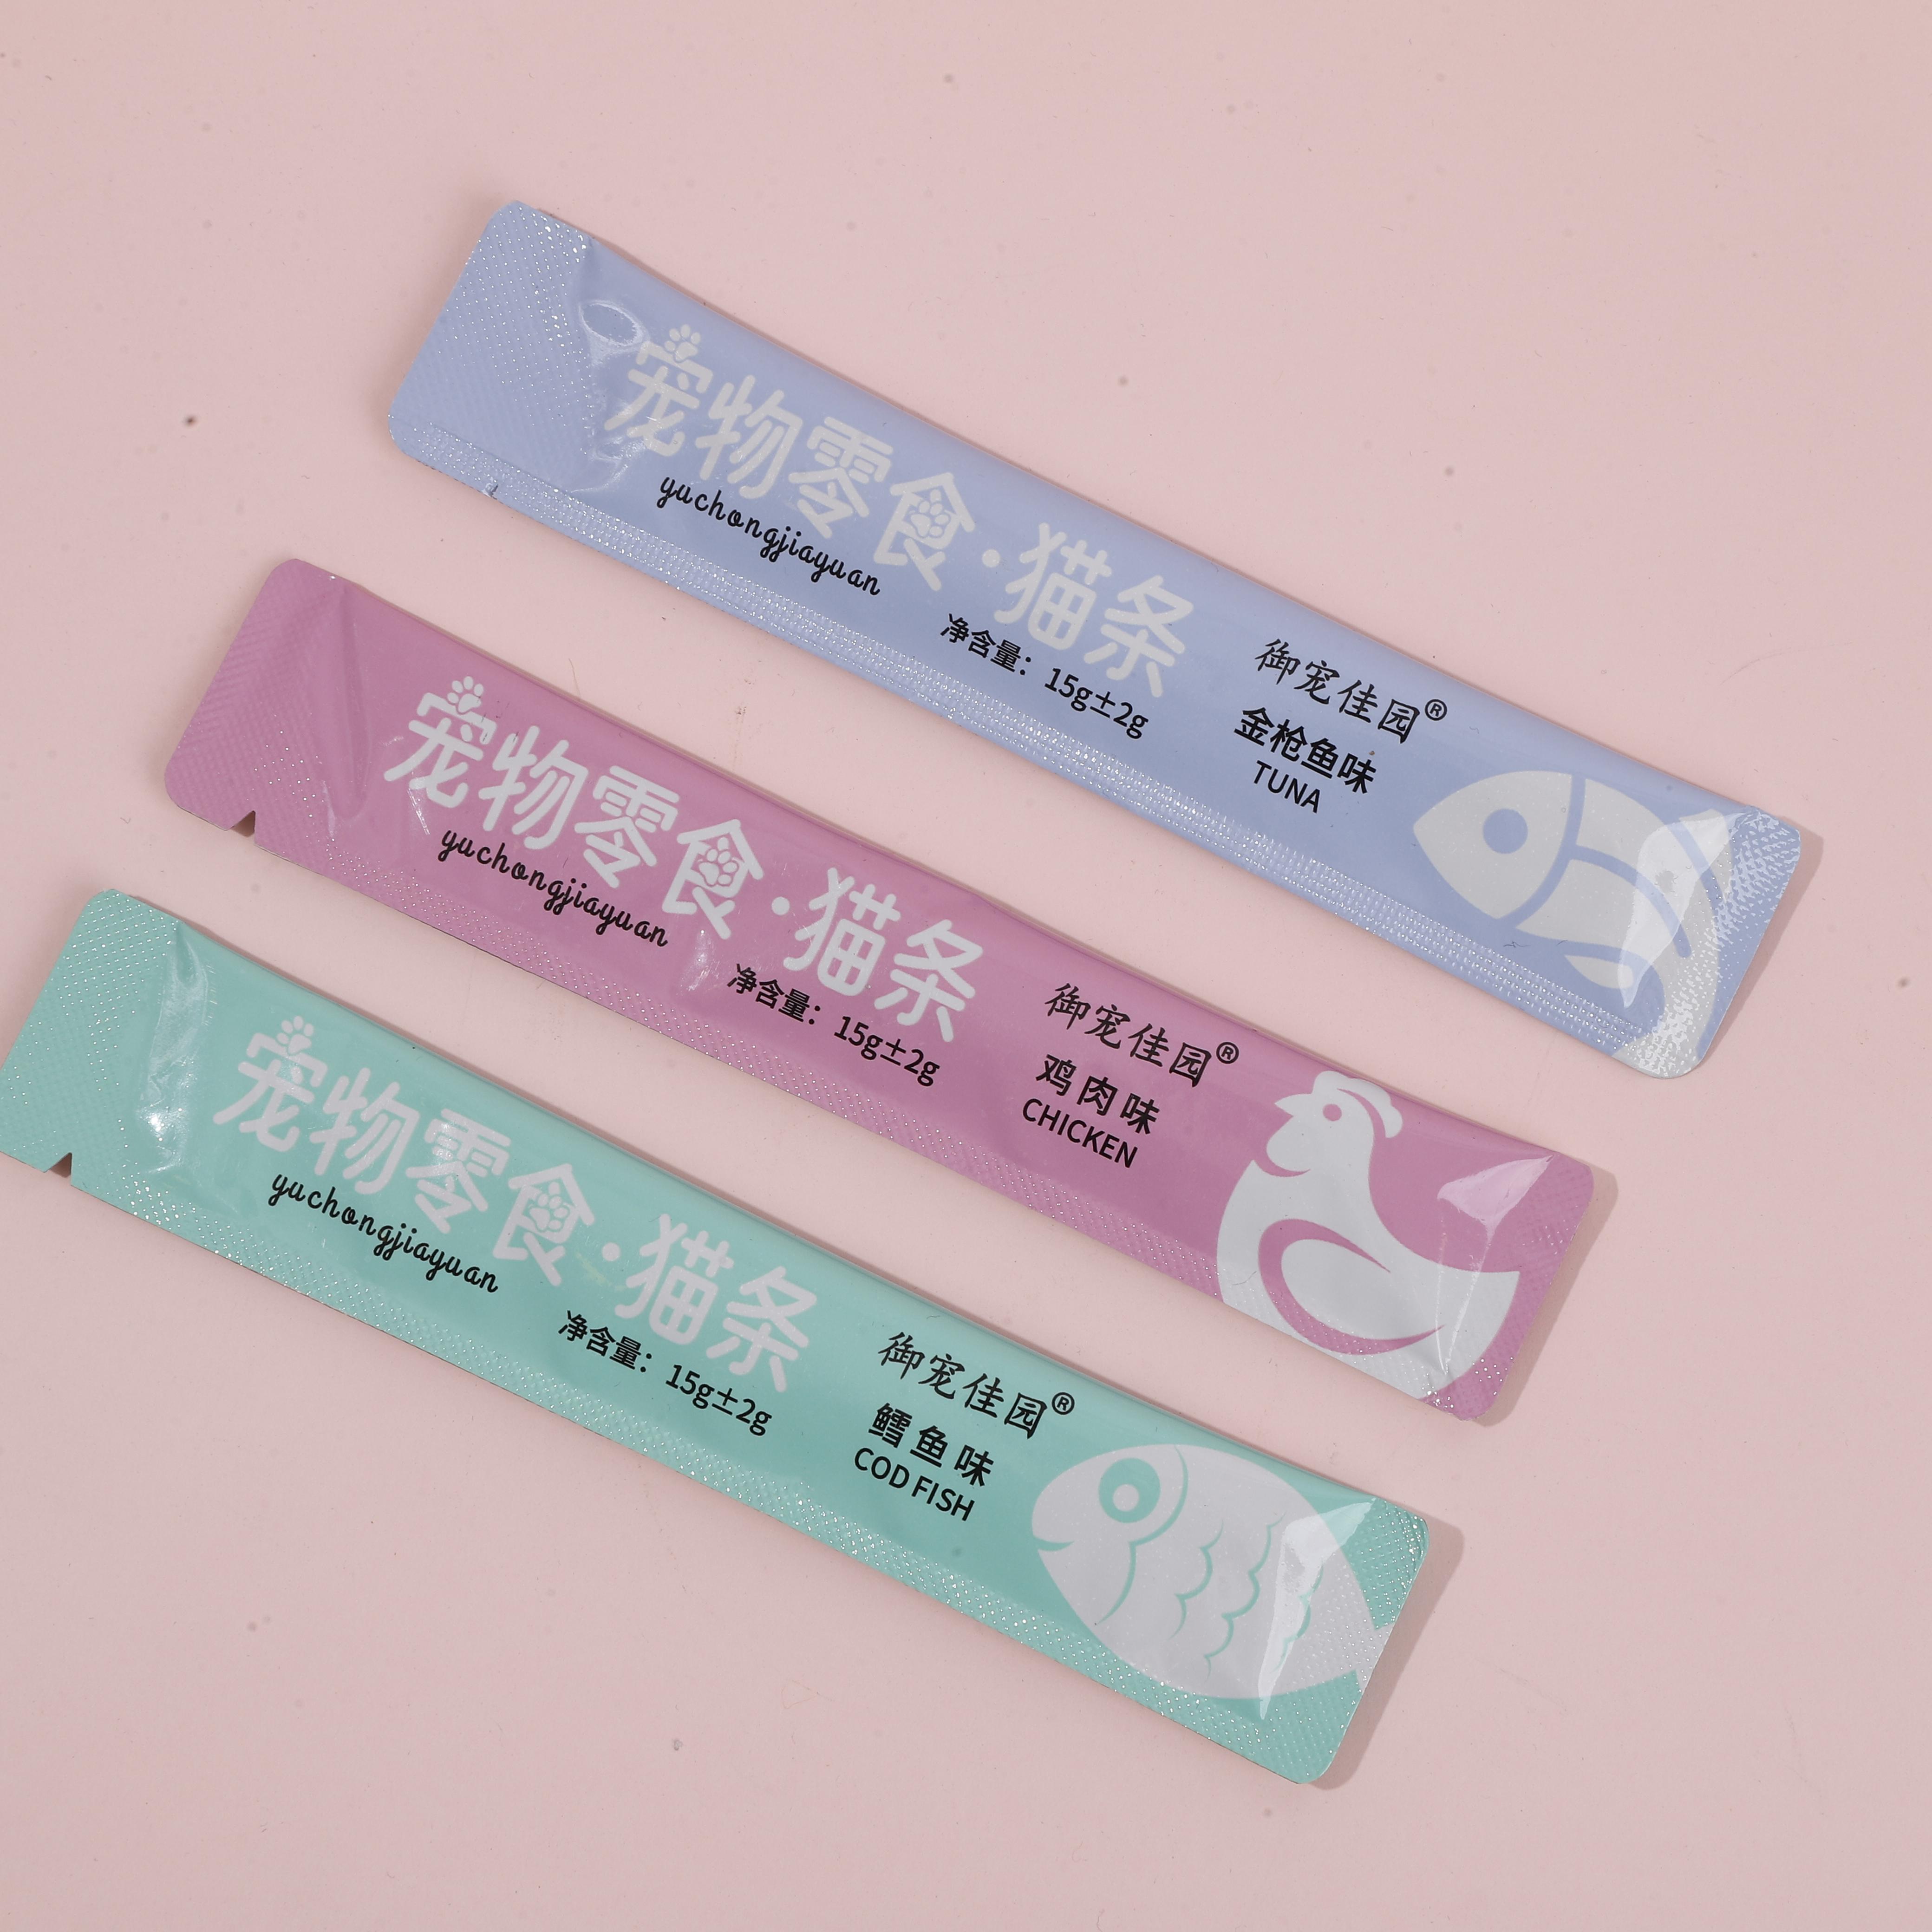 宠物零食·猫条
yuchongjiayuan
净含量：15g±2g
御宠佳园®
金枪鱼味
TUNA
宠物零食·猫条
yuchongjiayuan
净含量：15g±2g
御宠佳园®
鸡肉味
CHICKEN
宠物零食·猫条
yuchongjiayuan
净含量：15g±2g
御宠佳园®
鳕鱼味
COD FISH